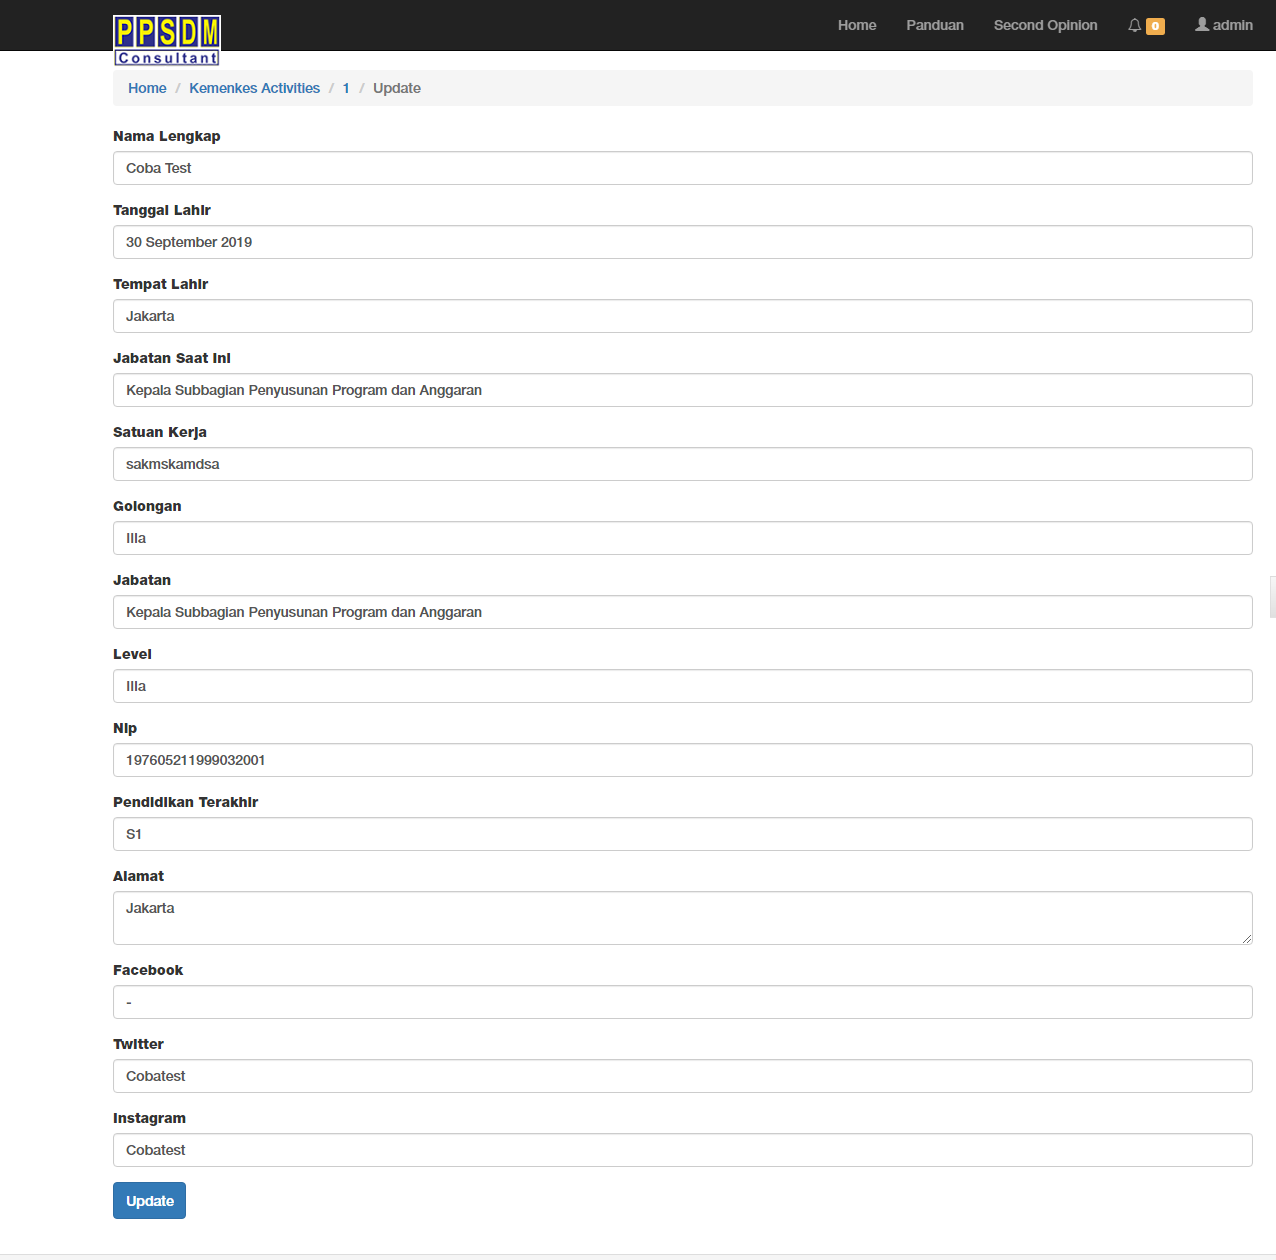 PPSDM
Consultant
Home Panduan Second Opinion 0 admin
Home / Kemenkes Activities / 1 / Update
Nama Lengkap
Coba Test
Tanggal Lahir
30 September 2019
Tempat Lahir
Jakarta
Jabatan Saat Ini
Kepala Subbagian Penyusunan Program dan Anggaran
Satuan Kerja
sakmskamdsa
Golongan
IIIa
Jabatan
Kepala Subbagian Penyusunan Program dan Anggaran
Level
IIIa
Nip
197605211999032001
Pendidikan Terakhir
S1
Alamat
Jakarta
Facebook
-
Twitter
Cobatest
Instagram
Cobatest
Update